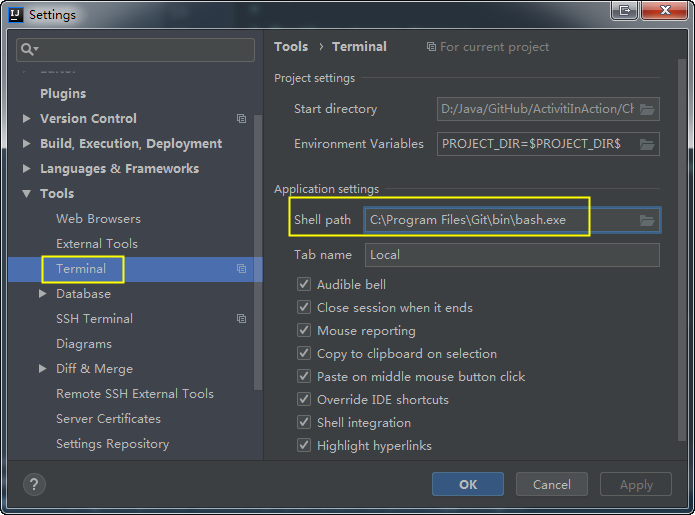 Settings
Plugins
Version Control
Build, Execution, Deployment
Languages & Frameworks
Tools
Web Browsers
External Tools
Terminal
Database
SSH Terminal
Diagrams
Diff & Merge
Remote SSH External Tools
Server Certificates
Settings Repository
Tools › Terminal For current project
Project settings
Start directory D:/Java/GitHub/ActivitiInAction/Ch
Environment Variables PROJECT_DIR=$PROJECT_DIR$
Application settings
Shell path C:\Program Files\Git\bin\bash.exe
Tab name Local
Audible bell
Close session when it ends
Mouse reporting
Copy to clipboard on selection
Paste on middle mouse button click
Override IDE shortcuts
Shell integration
Highlight hyperlinks
?
OK Cancel Apply